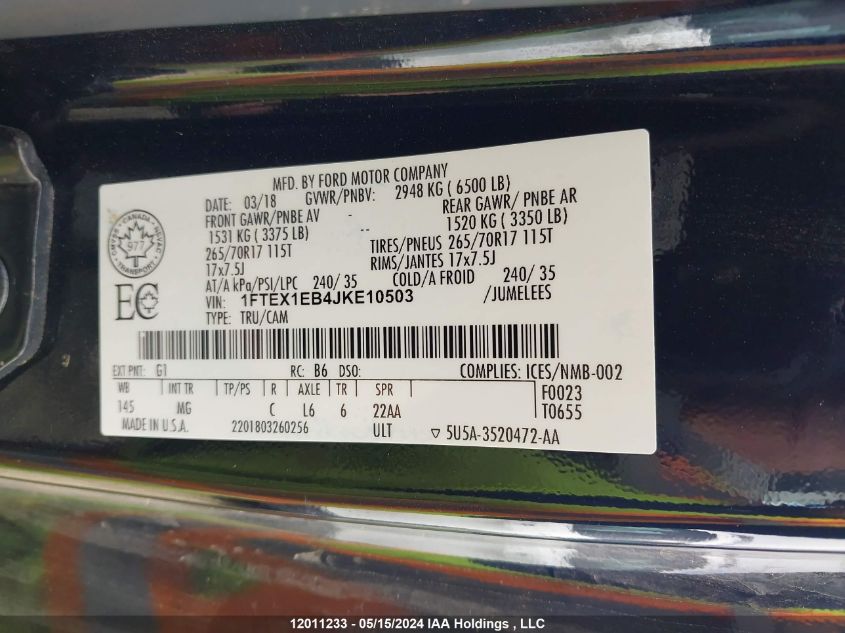 MFD. BY FORD MOTOR COMPANY
DATE: 03/18 GVWR/PNBV: 2948 KG ( 6500 LB)
FRONT GAWR/PNBE AV - REAR GAWR/ PNBE AR
1531 KG ( 3375 LB) -- 1520 KG ( 3350 LB)
265/70R17 115T TIRES/PNEUS 265/70R17 115T
17x7.5J RIMS/JANTES 17x7.5J
AT/A kPa/PSI/LPC 240/ 35 COLD/A FROID 240/ 35
VIN: 1FTEX1EB4JKE10503 /JUMELEES
TYPE: TRU/CAM
CANADA
977
TRANSPORT
EC
EXT PNT: G1 RC: B6 DSO: COMPLIES: ICES/NMB-002
WB INT TR TP/PS R AXLE TR SPR F0023
145 MG C L6 6 22AA T0655
MADE IN U.S.A. 2201803260256 ULT ▽ 5U5A-3520472-AA
12011233 - 05/15/2024 IAA Holdings , LLC